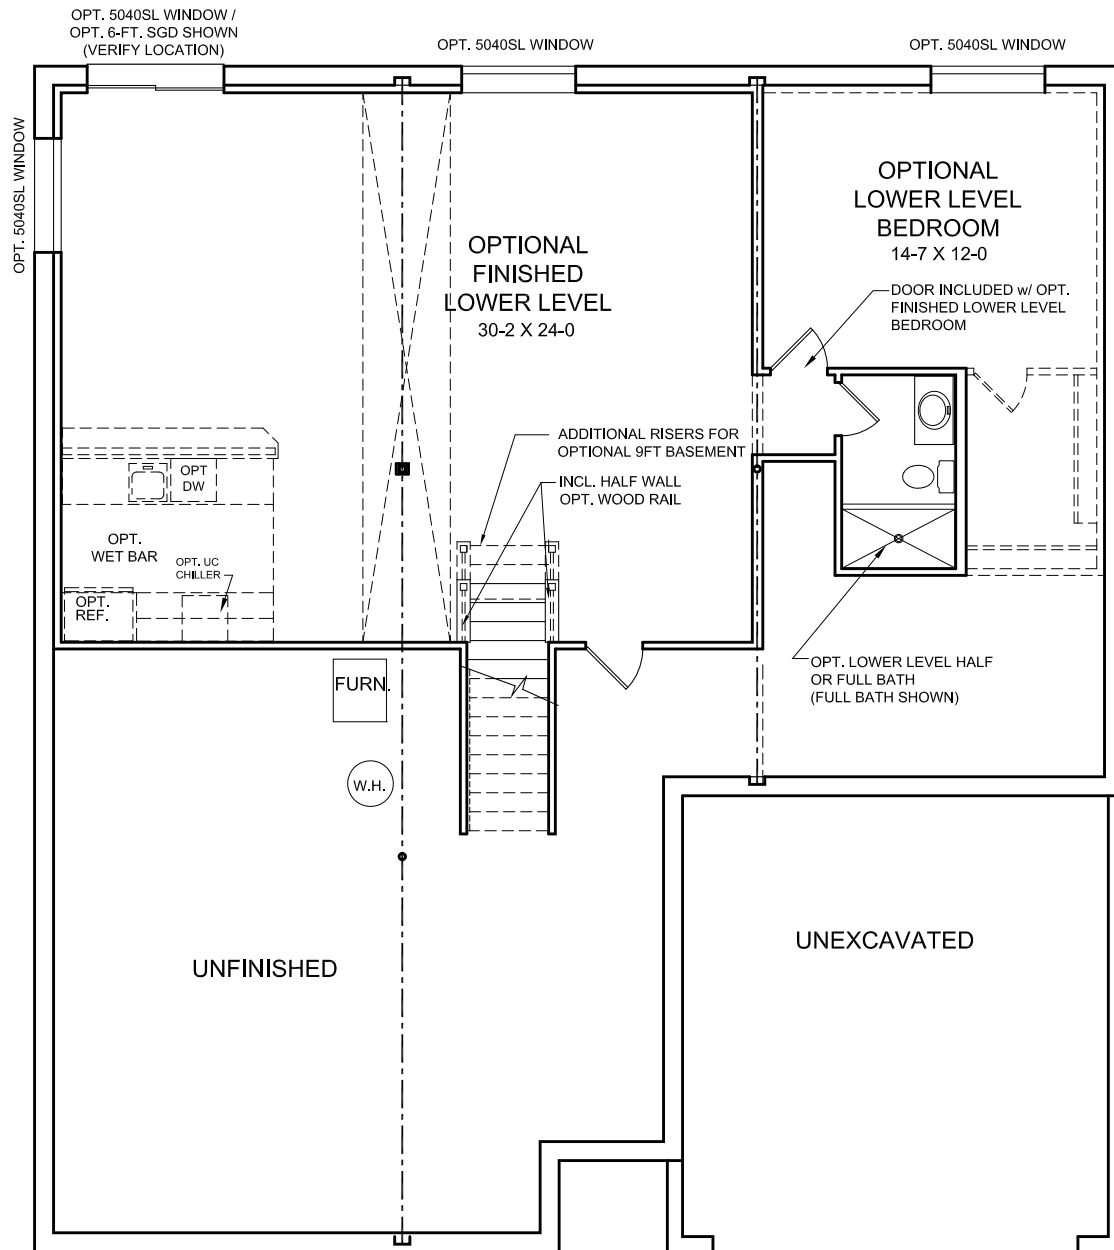 OPT. 5040SL WINDOW /
OPT. 6-FT. SGD SHOWN
(VERIFY LOCATION)
OPT. 5040SL WINDOW
OPT. 5040SL WINDOW
OPT. 5040SL WINDOW
OPTIONAL
LOWER LEVEL
BEDROOM
14-7 X 12-0
OPTIONAL
FINISHED
LOWER LEVEL
30-2 X 24-0
DOOR INCLUDED w/ OPT.
FINISHED LOWER LEVEL
BEDROOM
ADDITIONAL RISERS FOR
OPTIONAL 9FT BASEMENT
INCL. HALF WALL
OPT. WOOD RAIL
OPT
DW
OPT.
WET BAR
OPT. UC
CHILLER
OPT.
REF.
OPT. LOWER LEVEL HALF
OR FULL BATH
(FULL BATH SHOWN)
FURN.
W.H.
UNFINISHED
UNEXCAVATED